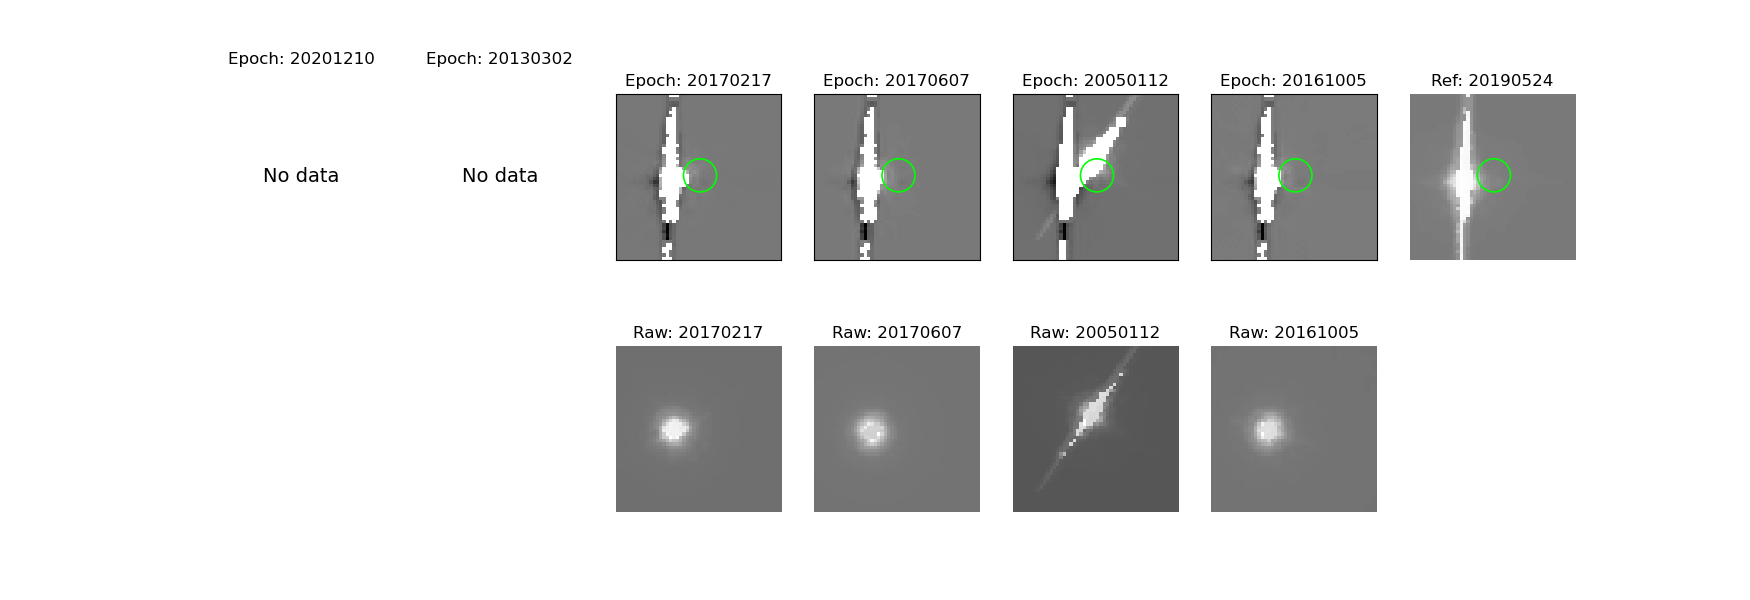 Epoch: 20201210
Epoch: 20130302
Epoch: 20170217
Epoch: 20170607
Epoch: 20050112
Epoch: 20161005
Ref: 20190524
No data
No data
Raw: 20170217
Raw: 20170607
Raw: 20050112
Raw: 20161005